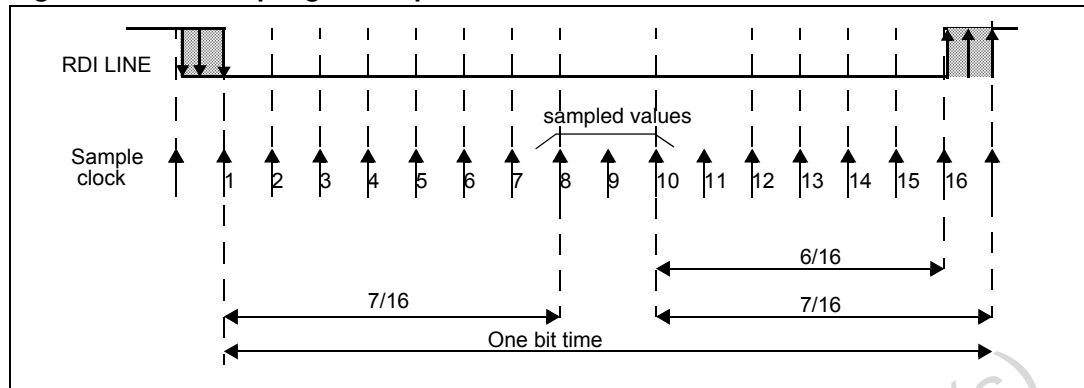 RDI LINE
sampled values
Sample
clock
1 2 3 4 5 6 7 8 9 10 11 12 13 14 15 16
6/16
7/16
7/16
One bit time